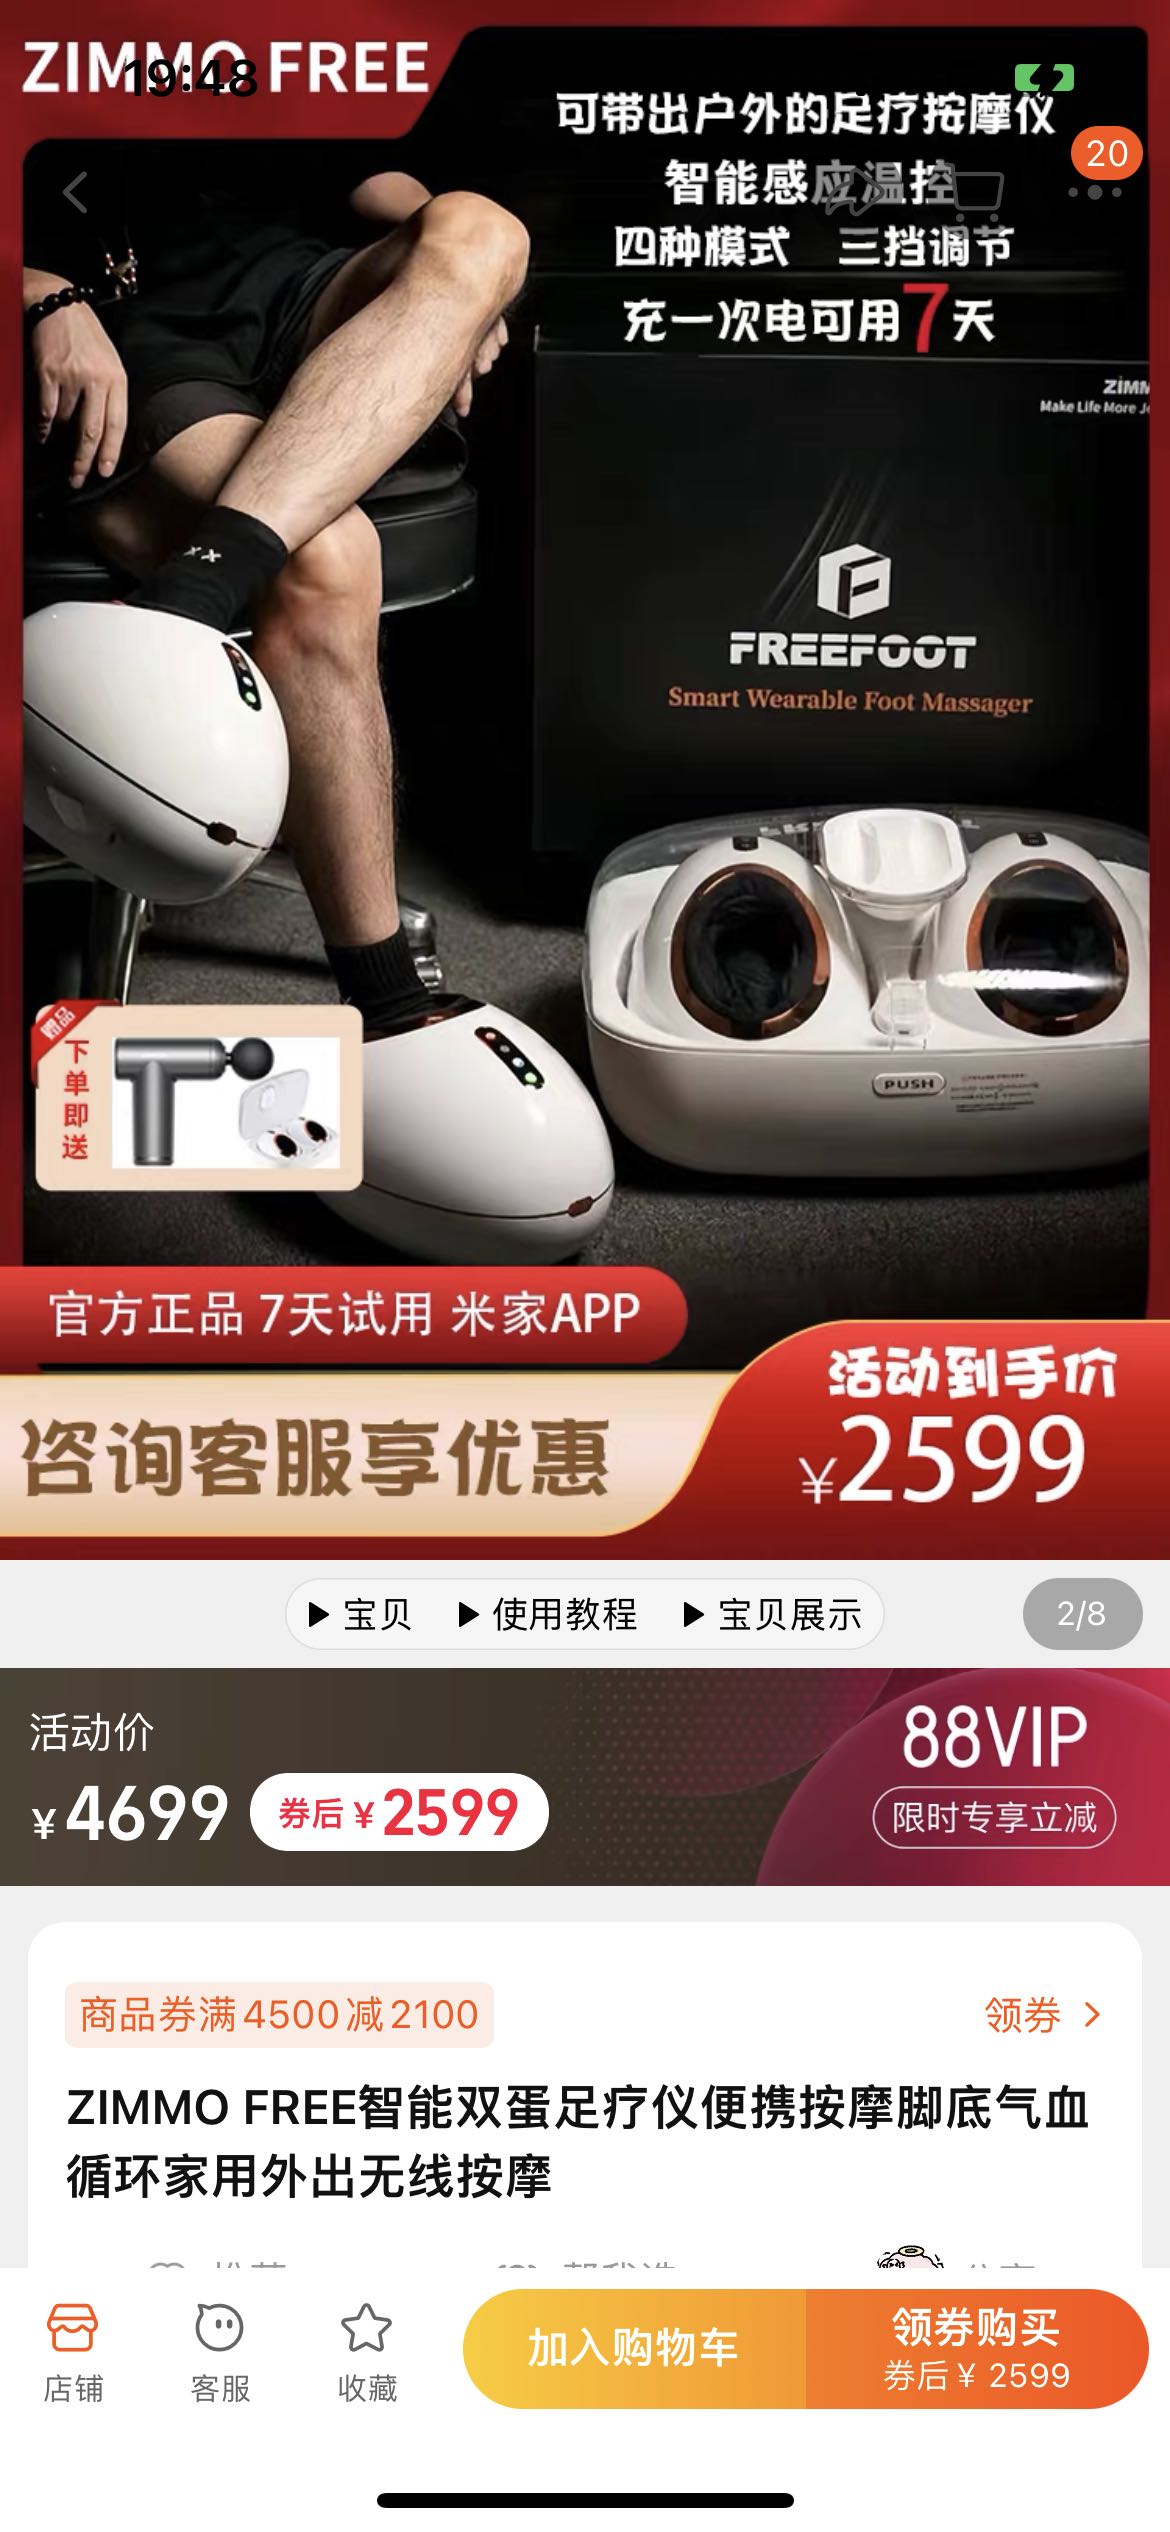 ZIMMO FREE
19:48
可带出户外的足疗按摩仪
20
智能感应温控
四种模式 三挡调节
充一次电可用7天
Make Life More
FREEFOOT
Smart Wearable Foot Massager
PUSH
赠品
下单即送
官方正品 7天试用 米家APP
活动到手价
咨询客服享优惠
¥2599
宝贝
使用教程
宝贝展示
2/8
活动价
88VIP
¥4699
券后¥2599
限时专享立减
商品券满4500减2100
领券
ZIMMO FREE智能双蛋足疗仪便携按摩脚底气血
循环家用外出无线按摩
店铺
客服
收藏
加入购物车
领券购买
券后¥ 2599